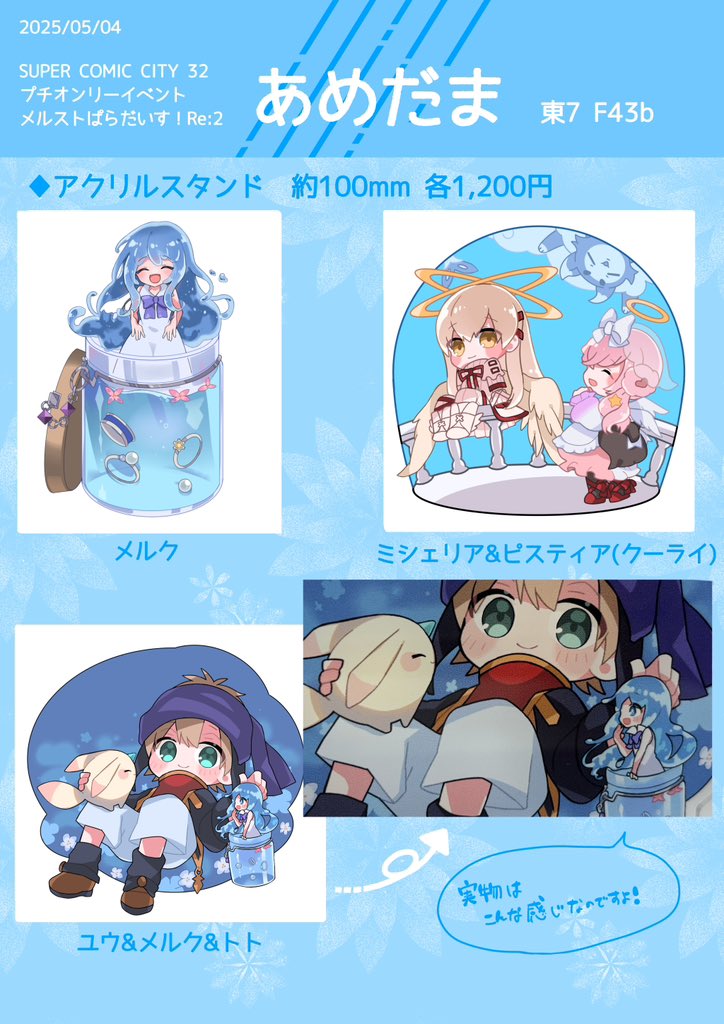 2025/05/04
SUPER COMIC CITY 32
プチオンリーイベント
メルストぱらだいす！Re:2
あめだま
東7 F43b
◆アクリルスタンド 約100mm 各1,200円
メルク
ミシェリア&ピスティア(クーライ)
ユウ&メルク&トト
実物は
こんな感じなのですよ!